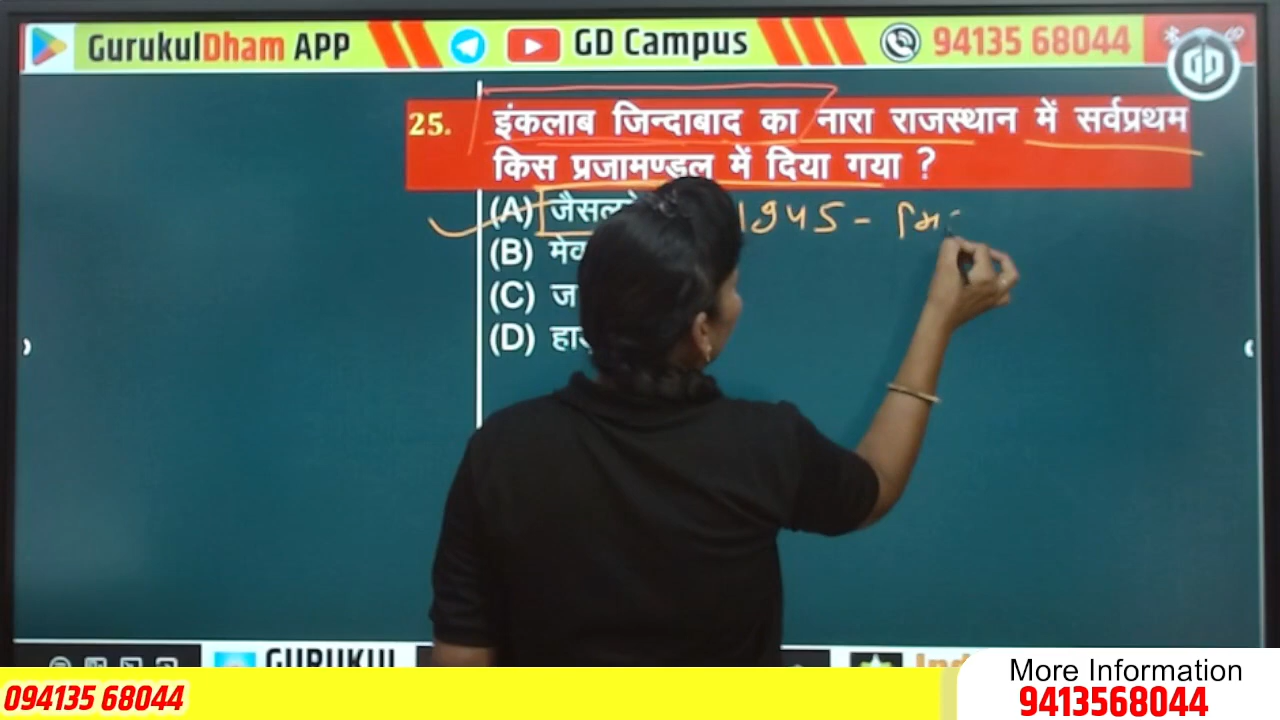 GurukulDham APP GD Campus 94135 68044
25. इंकलाब जिन्दाबाद का नारा राजस्थान में सर्वप्रथम
किस प्रजामण्डल में दिया गया ?
(A) 1945 -
(B)
(C)
(D)
GURUKUL
094135 68044
More Information
9413568044